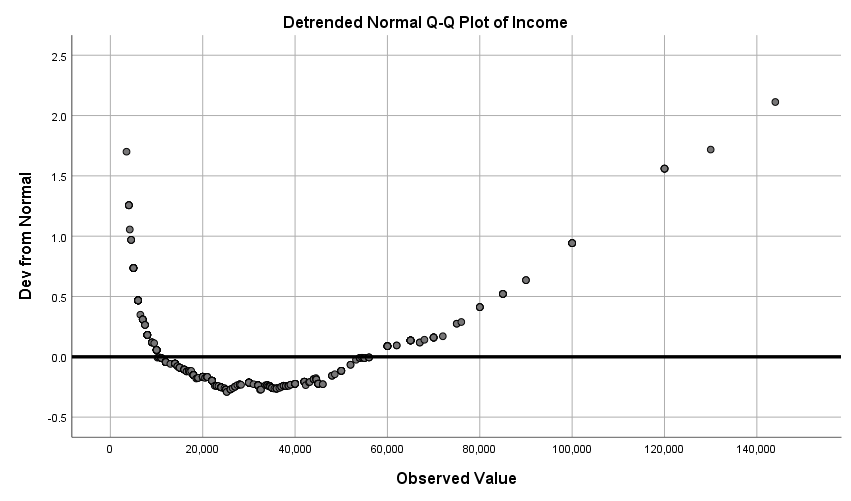 Detrended Normal Q-Q Plot of Income
2.5
2.0
1.5
1.0
0.5
0.0
-0.5
Dev from Normal
0 20,000 40,000 60,000 80,000 100,000 120,000 140,000
Observed Value